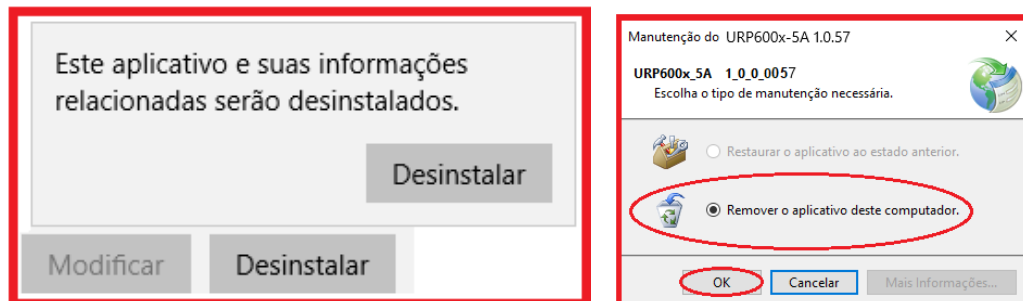 Este aplicativo e suas informações
relacionadas serão desinstalados.
Desinstalar
Modificar
Desinstalar
Manutenção do URP600x-5A 1.0.57
URP600x_5A 1_0_0_0057
Escolha o tipo de manutenção necessária.
Restaurar o aplicativo ao estado anterior.
Remover o aplicativo deste computador.
OK
Cancelar
Mais Informações...